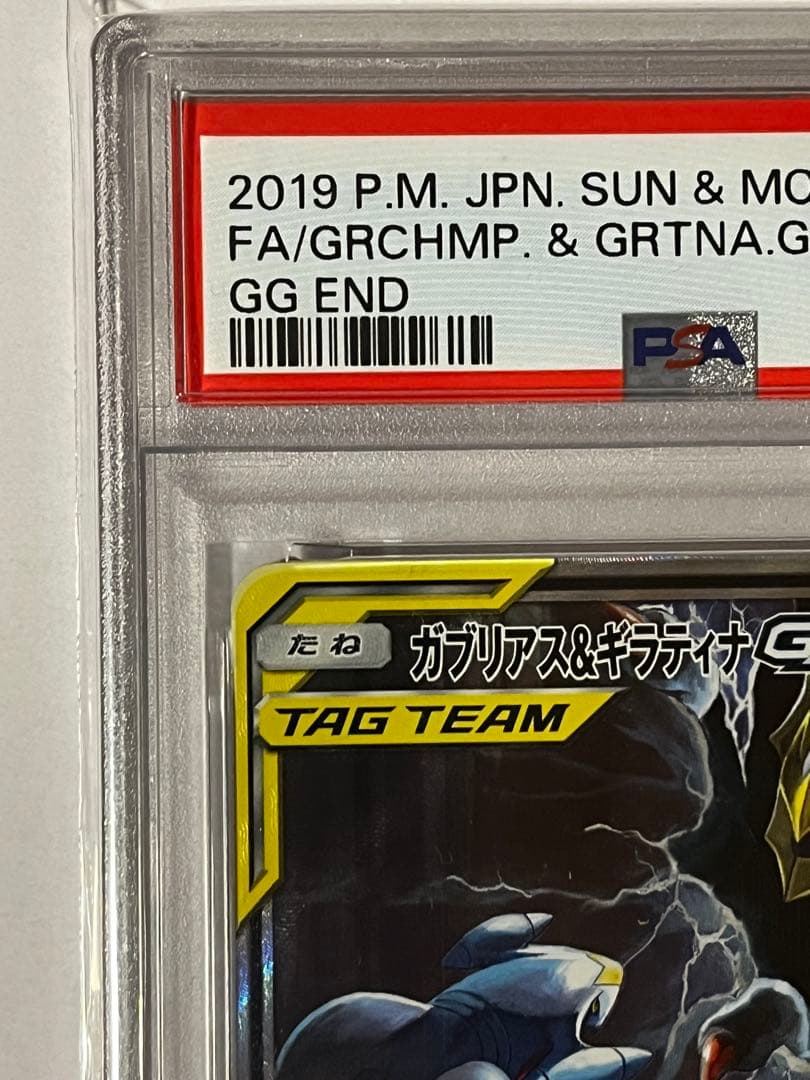 2019 P.M. JPN. SUN & MO
FA/GRCHMP. & GRTNA.G
GG END
PSA
たね ガブリアス&ギラティナ G
TAG TEAM